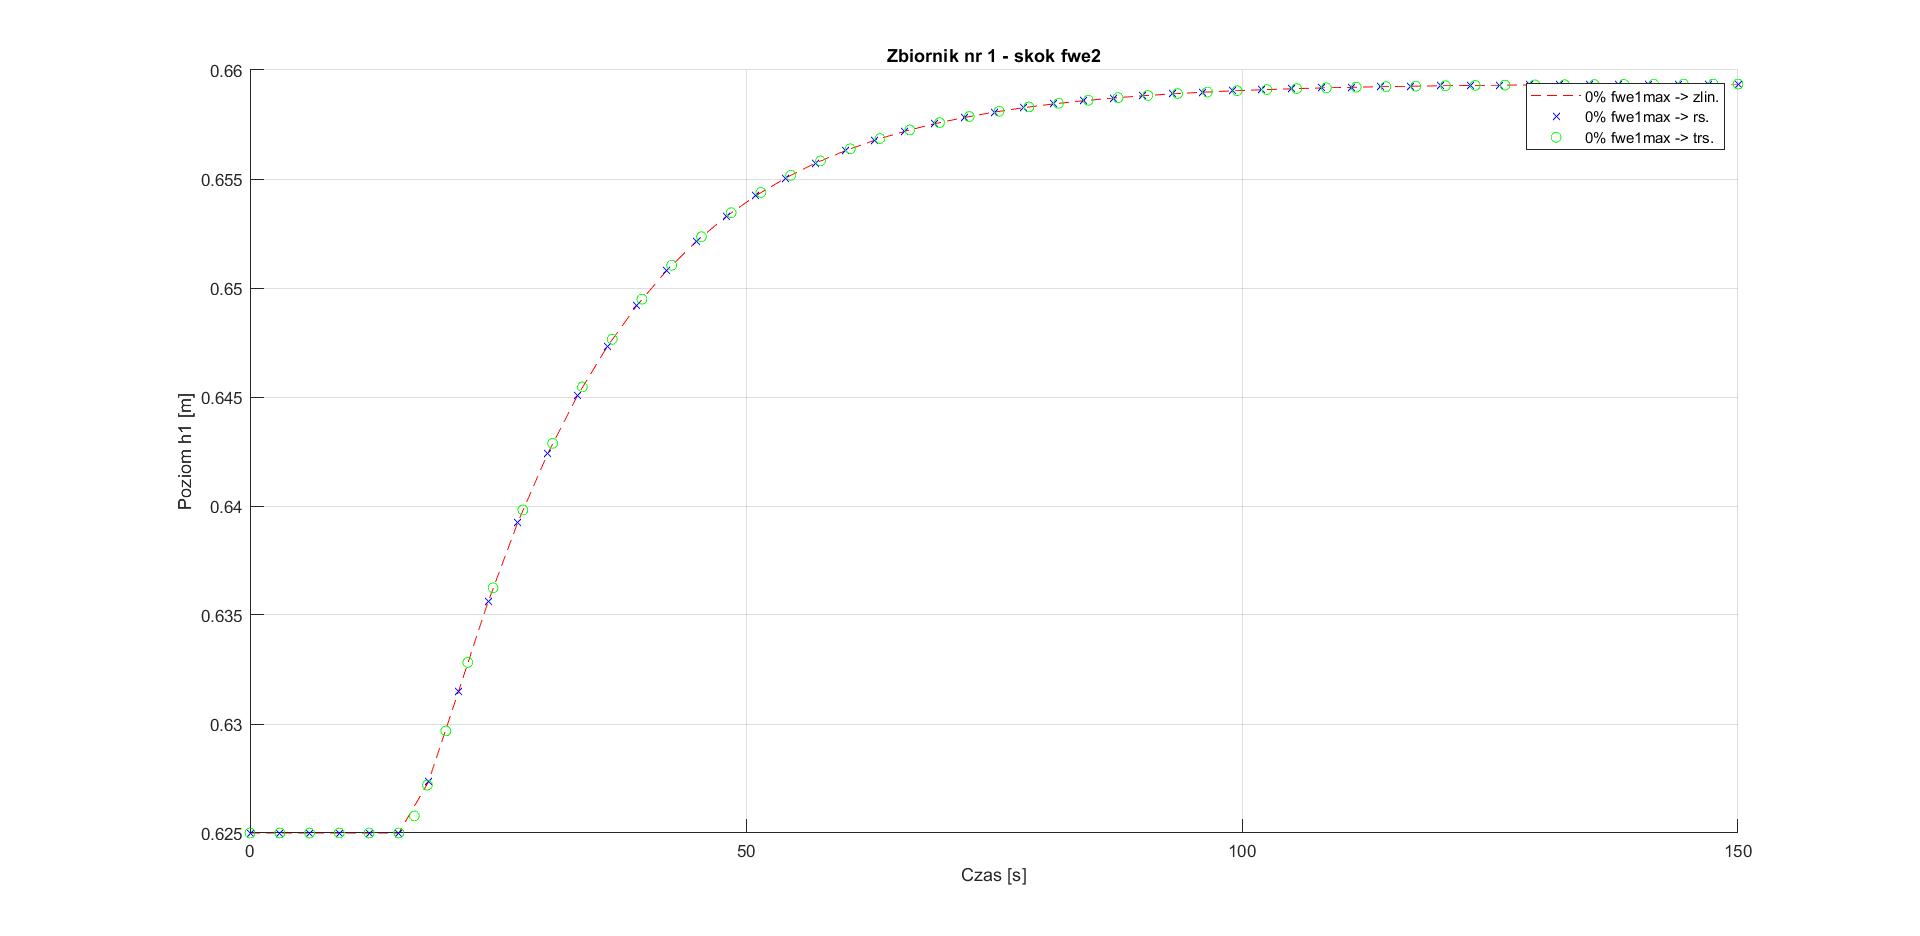 Zbiornik nr 1 - skok fwe2
0.66
0.655
0.65
0.645
0.64
0.635
0.63
0.625
Poziom h1 [m]
0% fwe1max -> zlin.
0% fwe1max -> rs.
0% fwe1max -> trs.
0 50 100 150
Czas [s]